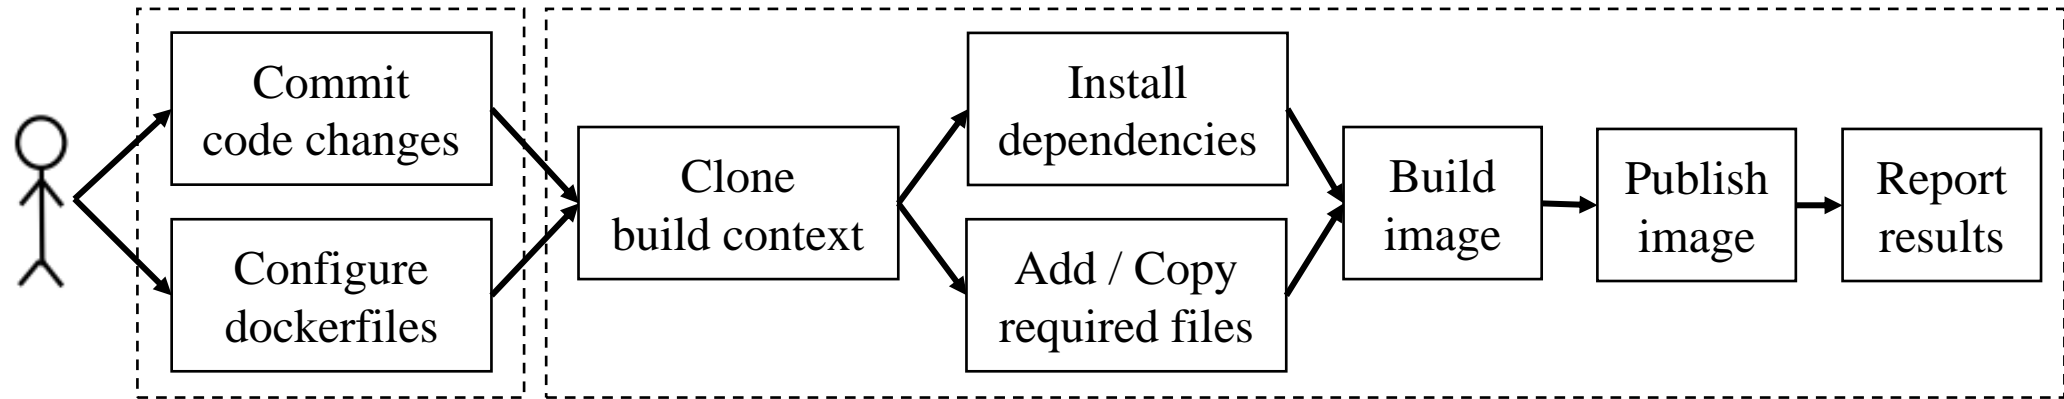 Commit
code changes
Configure
dockerfiles
Clone
build context
Install
dependencies
Add / Copy
required files
Build
image
Publish
image
Report
results